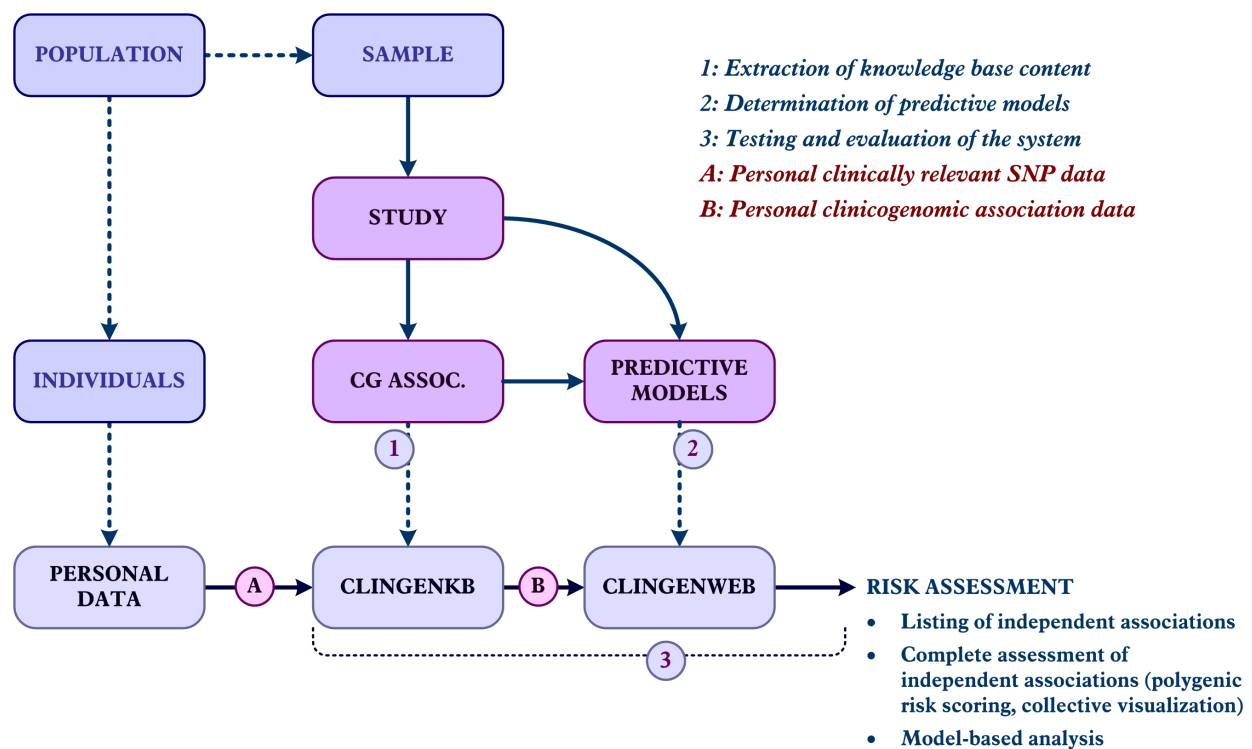 POPULATION
SAMPLE
1: Extraction of knowledge base content
2: Determination of predictive models
3: Testing and evaluation of the system
A: Personal clinically relevant SNP data
B: Personal clinicogenomic association data
STUDY
INDIVIDUALS
CG ASSOC.
PREDICTIVE
MODELS
1
2
PERSONAL
DATA
A
CLINGENKB
B
CLINGENWEB
RISK ASSESSMENT
• Listing of independent associations
• Complete assessment of
independent associations (polygenic
risk scoring, collective visualization)
• Model-based analysis
3